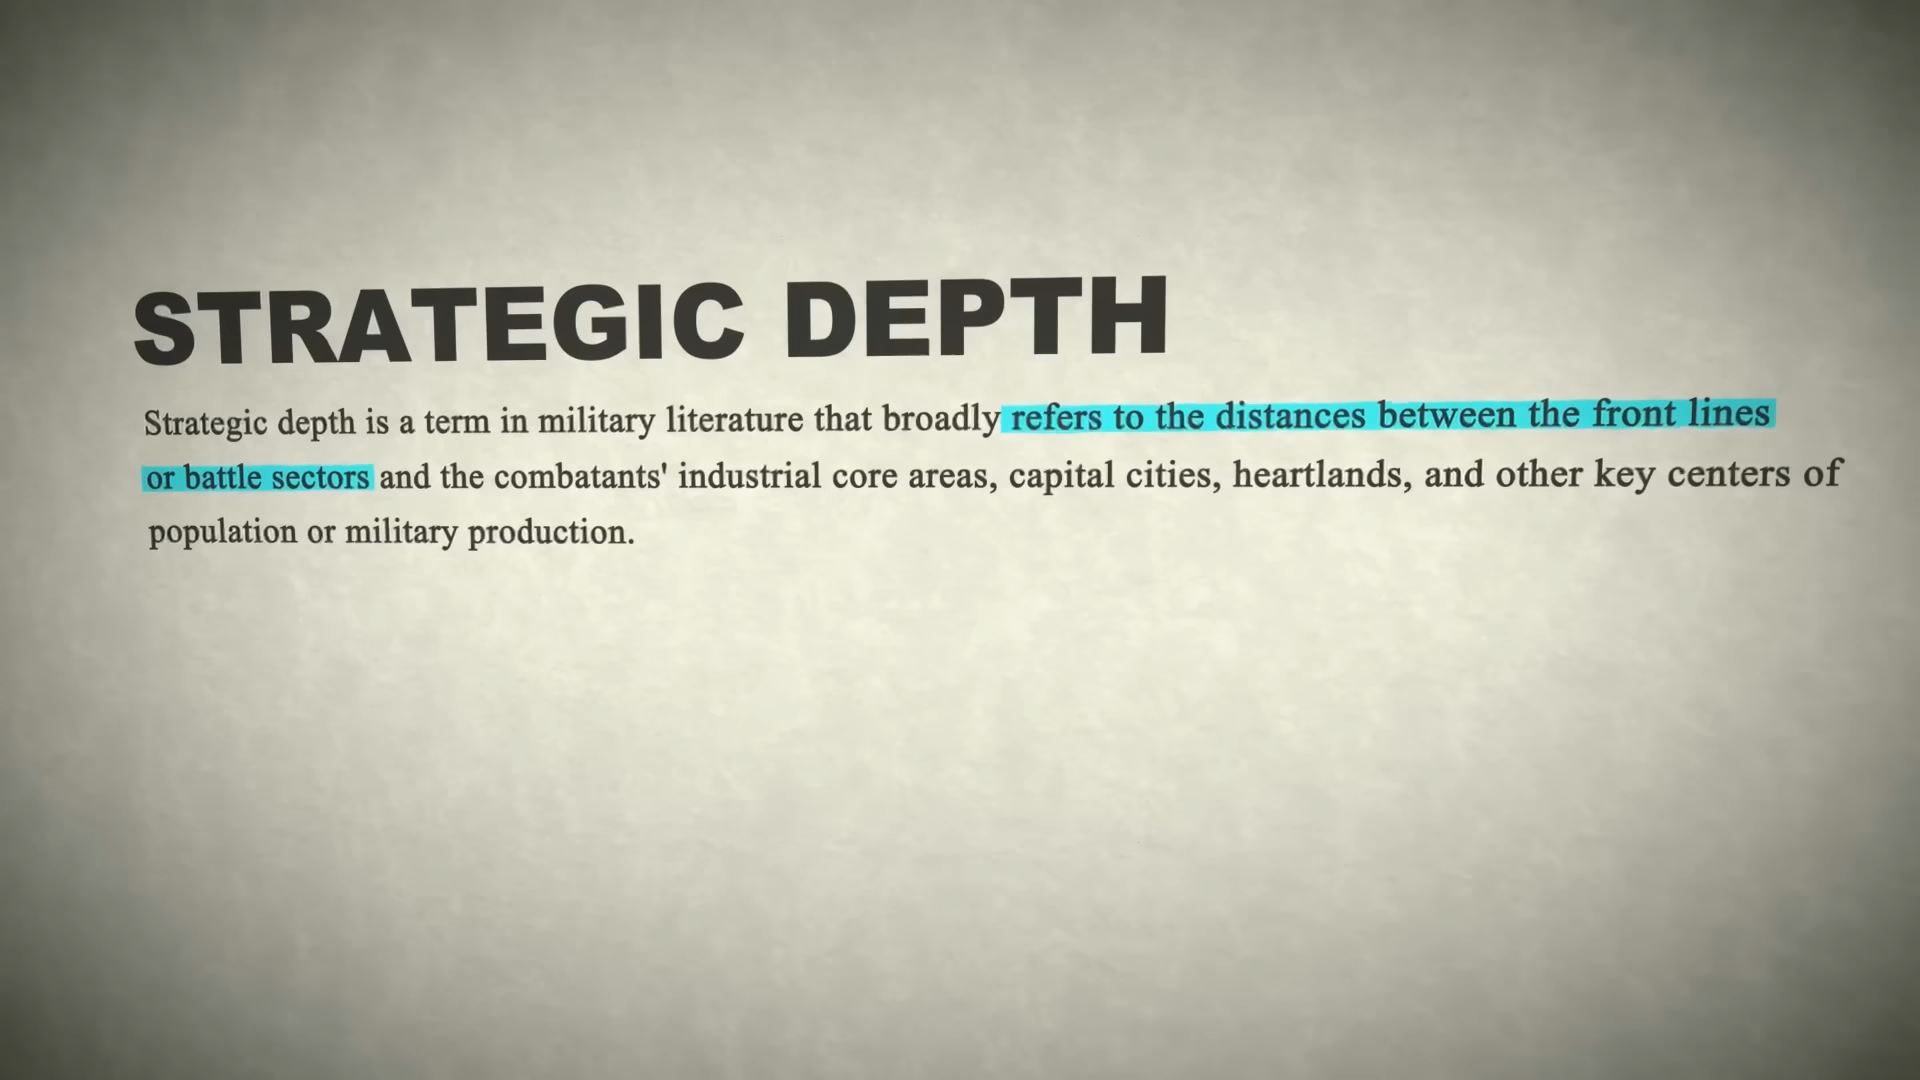 STRATEGIC DEPTH
Strategic depth is a term in military literature that broadly refers to the distances between the front lines
or battle sectors and the combatants' industrial core areas, capital cities, heartlands, and other key centers of
population or military production.